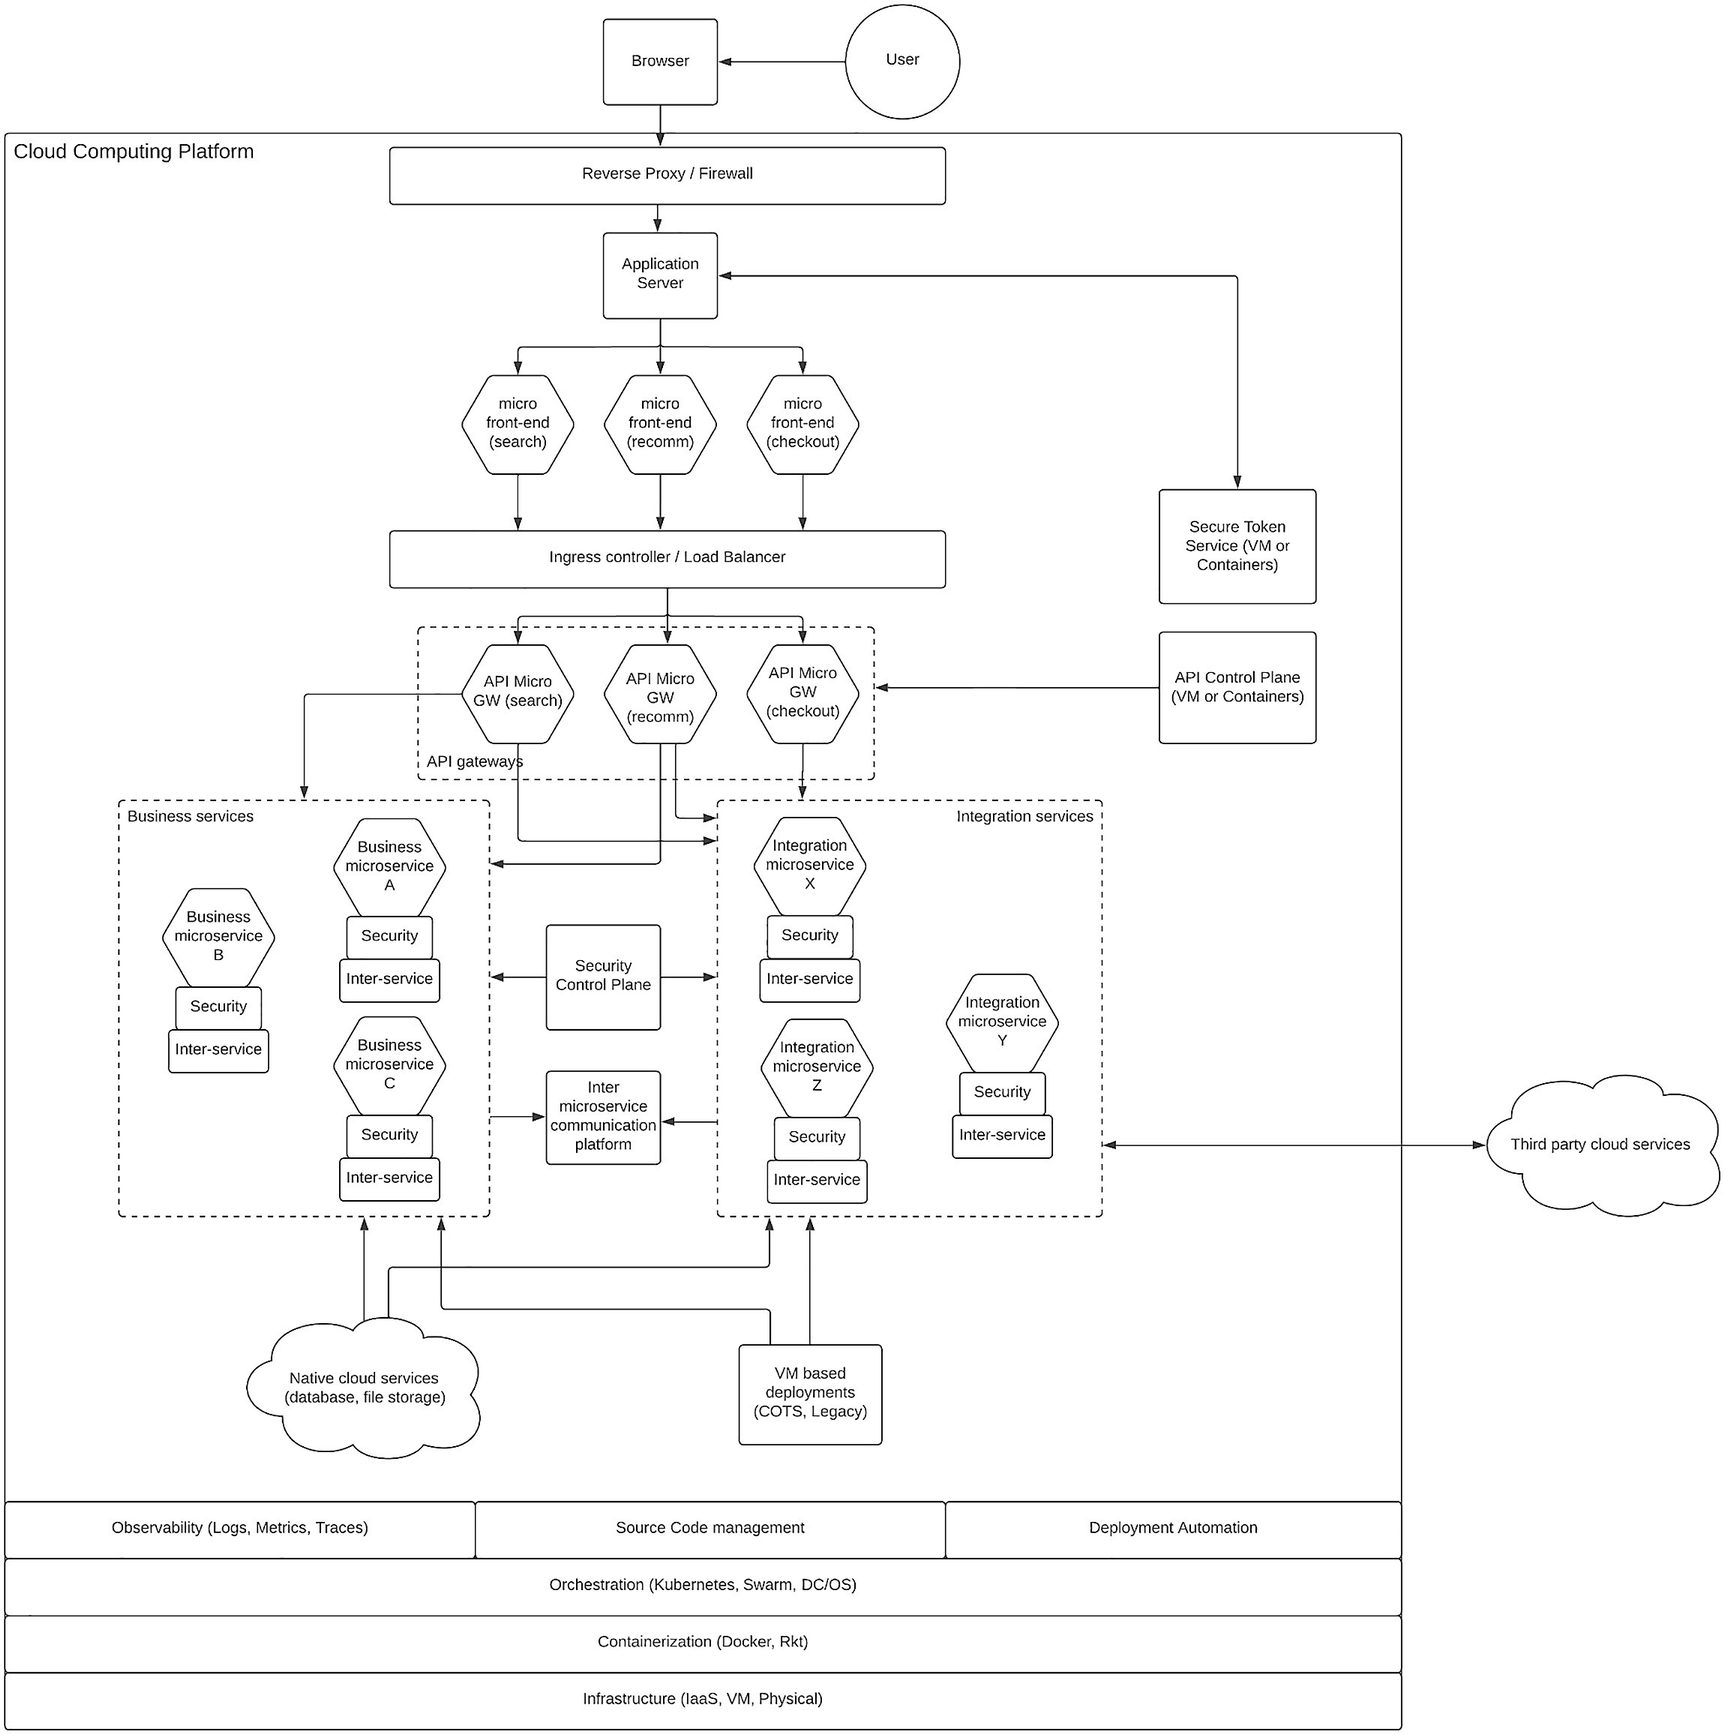 Browser
User
Cloud Computing Platform
Reverse Proxy / Firewall
Application
Server
micro
front-end
(search)
micro
front-end
(recomm)
micro
front-end
(checkout)
Secure Token
Service (VM or
Containers)
Ingress controller / Load Balancer
API Micro
GW (search)
API Micro
GW
(recomm)
API Micro
GW
(checkout)
API Control Plane
(VM or Containers)
API gateways
Business services
Business
microservice
A
Security
Inter-service
Business
microservice
B
Security
Inter-service
Business
microservice
C
Security
Inter-service
Security
Control Plane
Inter
microservice
communication
platform
Integration services
Integration
microservice
X
Security
Inter-service
Integration
microservice
Y
Security
Inter-service
Integration
microservice
Z
Security
Inter-service
Third party cloud services
Native cloud services
(database, file storage)
VM based
deployments
(COTS, Legacy)
Observability (Logs, Metrics, Traces)
Source Code management
Deployment Automation
Orchestration (Kubernetes, Swarm, DC/OS)
Containerization (Docker, Rkt)
Infrastructure (IaaS, VM, Physical)